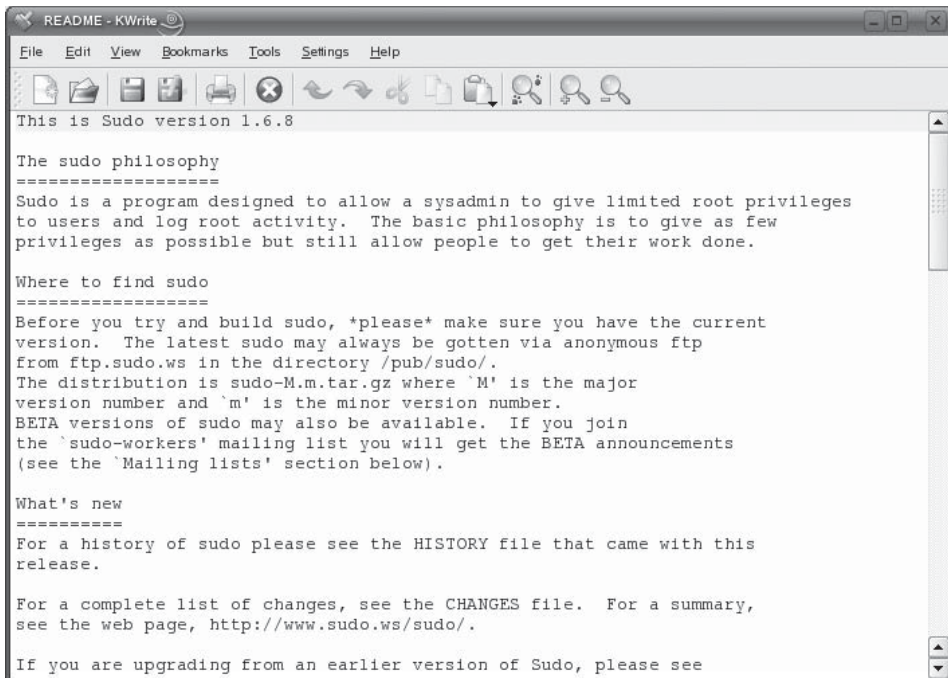 README - KWrite
File Edit View Bookmarks Tools Settings Help
This is Sudo version 1.6.8
The sudo philosophy
===================
Sudo is a program designed to allow a sysadmin to give limited root privileges
to users and log root activity.  The basic philosophy is to give as few
privileges as possible but still allow people to get their work done.
Where to find sudo
==================
Before you try and build sudo, *please* make sure you have the current
version.  The latest sudo may always be gotten via anonymous ftp
from ftp.sudo.ws in the directory /pub/sudo/.
The distribution is sudo-M.m.tar.gz where `M' is the major
version number and `m' is the minor version number.
BETA versions of sudo may also be available.  If you join
the `sudo-workers' mailing list you will get the BETA announcements
(see the `Mailing lists' section below).
What's new
==========
For a history of sudo please see the HISTORY file that came with this
release.
For a complete list of changes, see the CHANGES file.  For a summary,
see the web page, http://www.sudo.ws/sudo/.
If you are upgrading from an earlier version of Sudo, please see